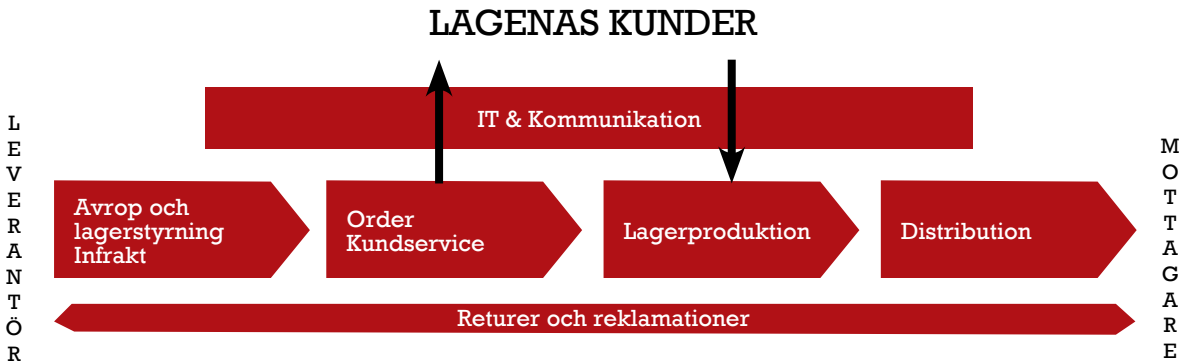 LAGENAS KUNDER
IT & Kommunikation
LEVERANTÖR
Avrop och
lagerstyrning
Infrakt
Order
Kundservice
Lagerproduktion
Distribution
MOTTAGARE
Returer och reklamationer